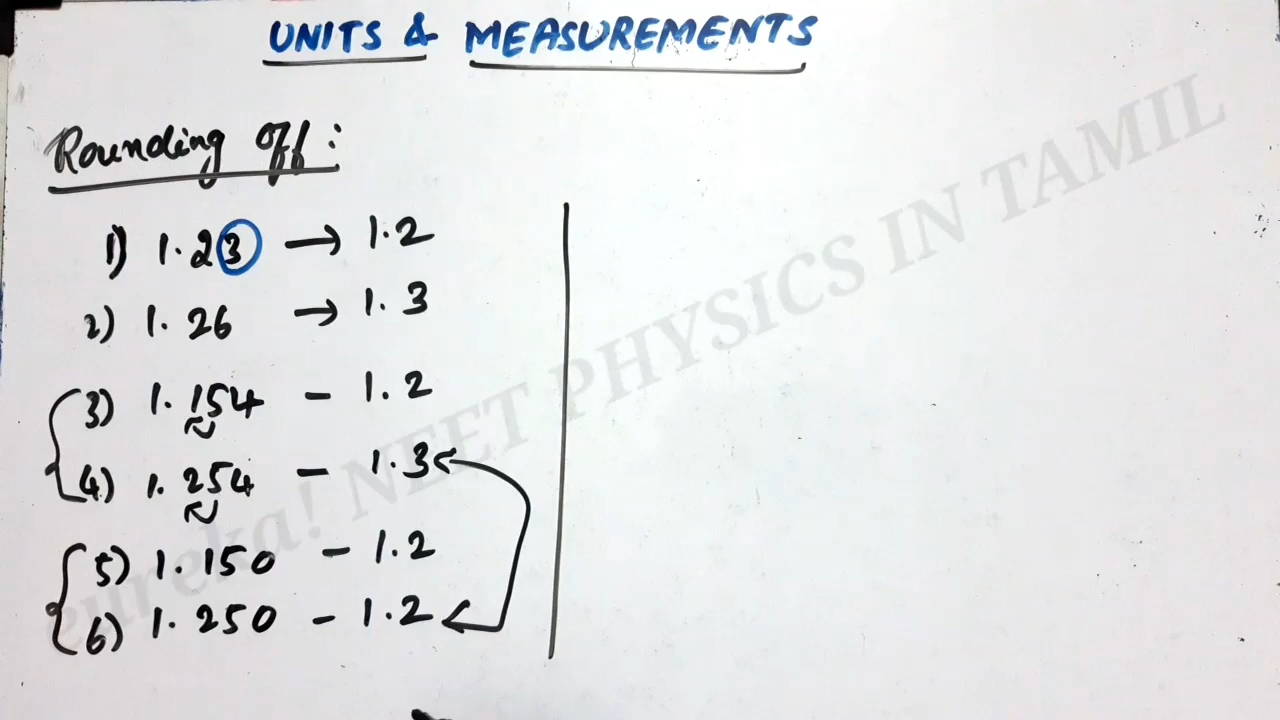 UNITS & MEASUREMENTS
Rounding Off:
1) 1.23 → 1.2
2) 1.26 → 1.3
3) 1.154 - 1.2
4) 1.254 - 1.3
5) 1.150 - 1.2
6) 1.250 - 1.2
eureka! NEET PHYSICS IN TAMIL